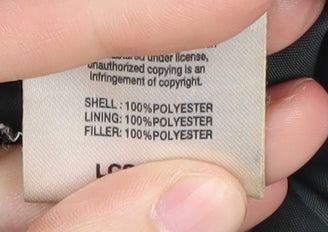 under license,
unauthorized copying is an
infringement of copyright.
SHELL : 100%POLYESTER
LINING: 100%POLYESTER
FILLER: 100%POLYESTER